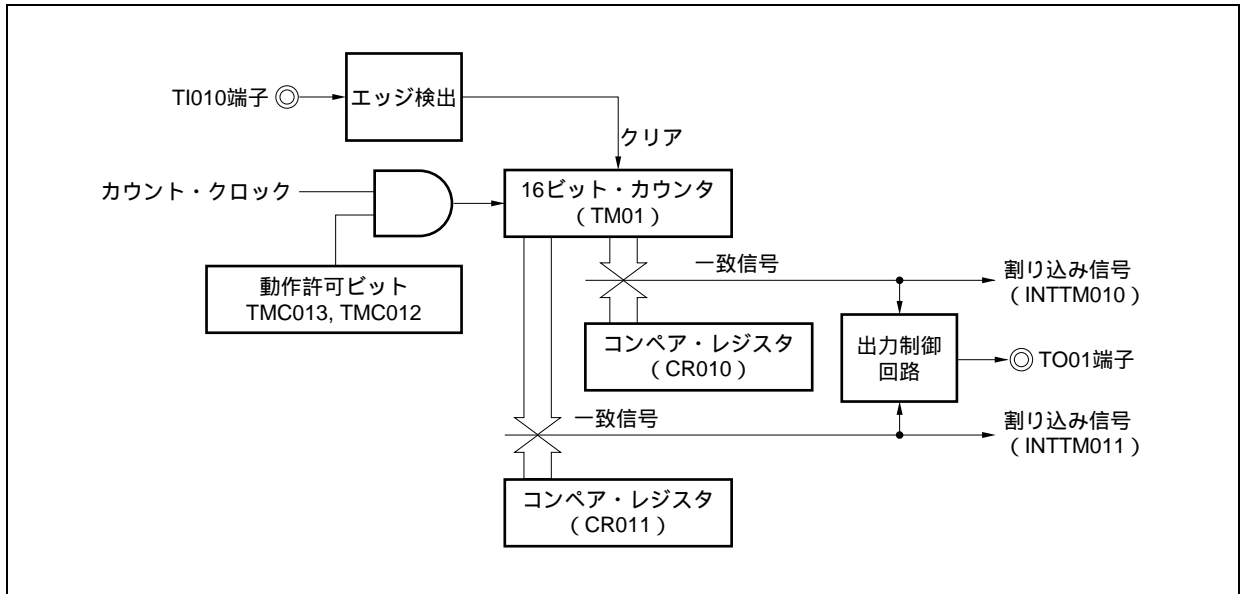 TI010端子
エッジ検出
クリア
カウント・クロック
16ビット・カウンタ
(TM01)
動作許可ビット
TMC013, TMC012
一致信号
割り込み信号
(INTTM010)
コンペア・レジスタ
(CR010)
出力制御
回路
TO01端子
一致信号
割り込み信号
(INTTM011)
コンペア・レジスタ
(CR011)